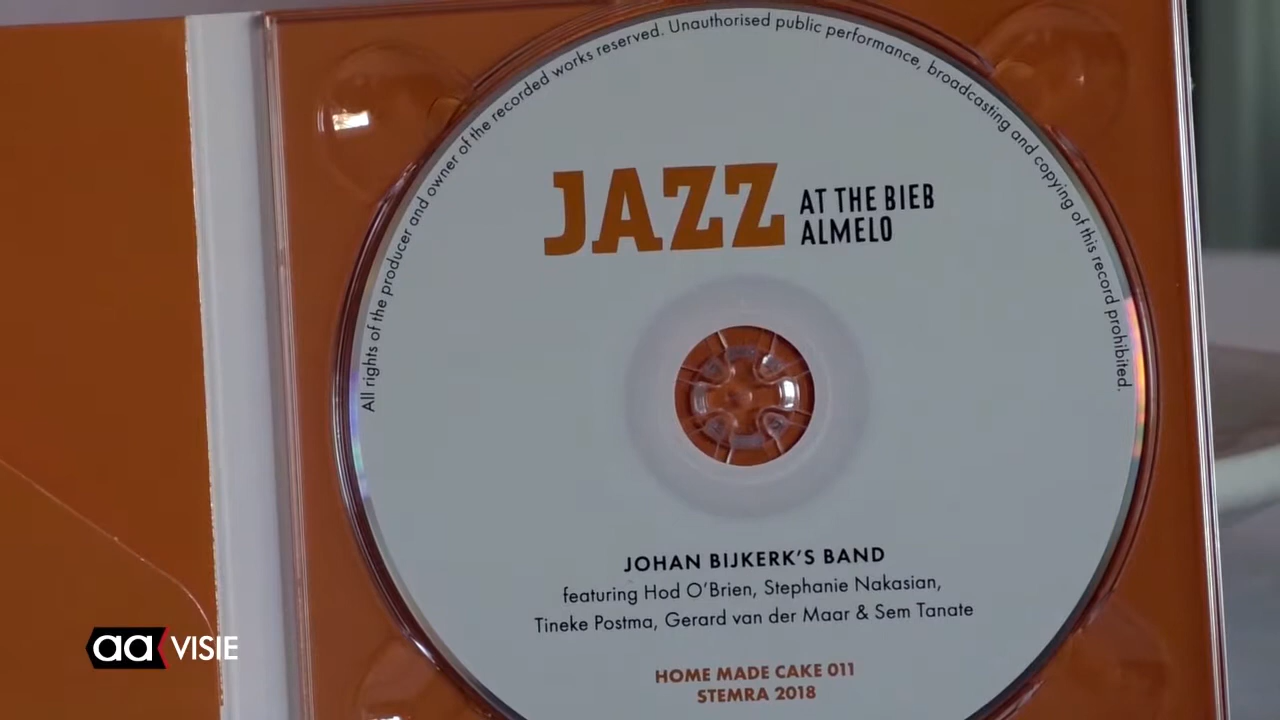 All rights of the producer and owner of the recorded works reserved. Unauthorised public performance, broadcasting and copying of this record prohibited.
JAZZ AT THE BIEB
ALMELO
JOHAN BIJKERK'S BAND
featuring Hod O'Brien, Stephanie Nakasian,
Tineke Postma, Gerard van der Maar & Sem Tanate
HOME MADE CAKE 011
STEMRA 2018
aa VISIE